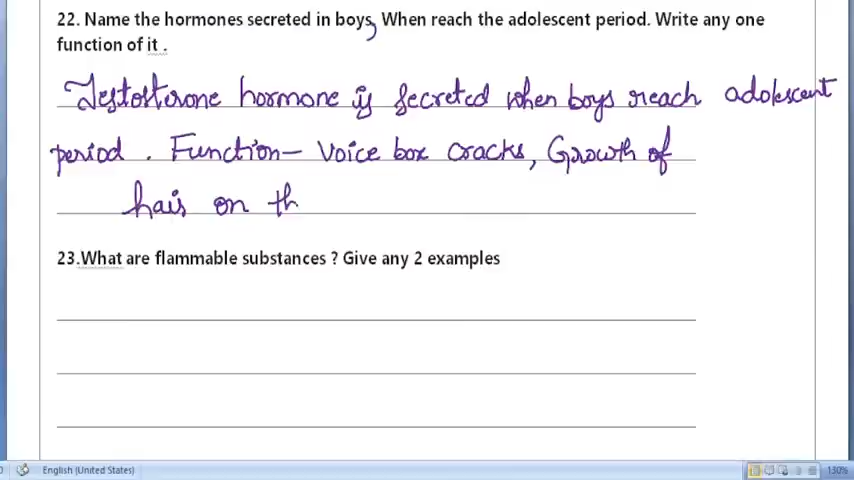 22. Name the hormones secreted in boys, When reach the adolescent period. Write any one
function of it .
Testosterone hormone is secreted when boys reach adolescent
period . Function- Voice box cracks, Growth of
hais on th
23.What are flammable substances ? Give any 2 examples
English (United States)
130%